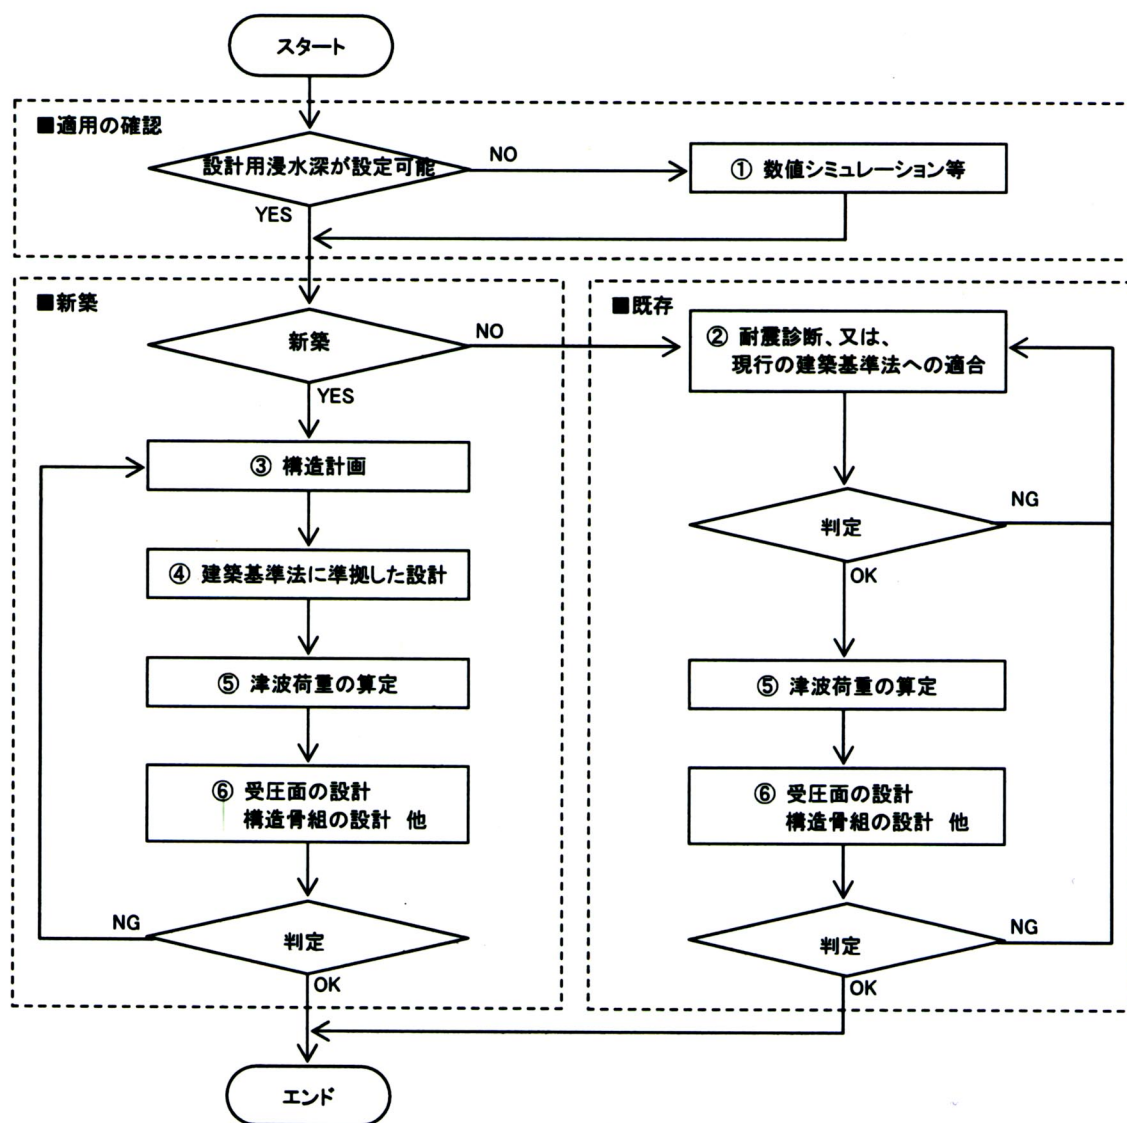 スタート
■適用の確認
設計用浸水深が設定可能
NO
① 数値シミュレーション等
YES
■新築
新築
NO
YES
③ 構造計画
④ 建築基準法に準拠した設計
⑤ 津波荷重の算定
⑥ 受圧面の設計
構造骨組の設計 他
NG
判定
OK
■既存
② 耐震診断、又は、
現行の建築基準法への適合
判定
NG
OK
⑤ 津波荷重の算定
⑥ 受圧面の設計
構造骨組の設計 他
判定
NG
OK
エンド